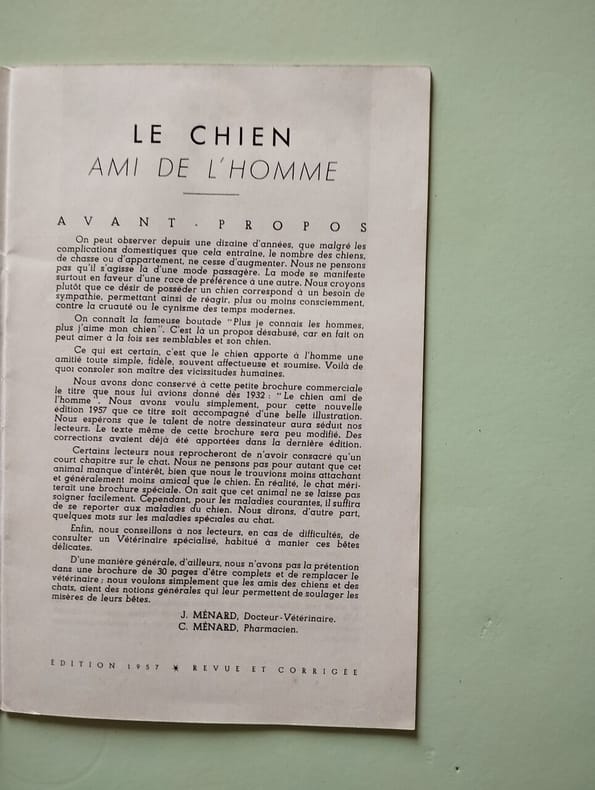 LE CHIEN
AMI DE L'HOMME
AVANT-PROPOS
On peut observer depuis une dizaine d'années, que malgré les
complications domestiques que cela entraine, le nombre des chiens,
de chasse ou d'appartement, ne cesse d'augmenter. Nous ne pensons
pas qu'il s'agisse là d'une mode passagère. La mode se manifeste
surtout en faveur d'une race de préférence à une autre. Nous croyons
plutôt que ce désir de posséder un chien correspond à un besoin de
sympathie, permettant ainsi de réagir, plus ou moins consciemment,
contre la cruauté ou le cynisme des temps modernes.
On connaît la fameuse boutade "Plus je connais les hommes,
plus j'aime mon chien". C'est là un propos désabusé, car en fait on
peut aimer à la fois ses semblables et son chien.
Ce qui est certain, c'est que le chien apporte à l'homme une
amitié toute simple, fidèle, souvent affectueuse et soumise. Voilà de
quoi consoler son maître des vicissitudes humaines.
Nous avons donc conservé à cette petite brochure commerciale
le titre que nous lui avions donné dès 1932 : "Le chien ami de
l'homme". Nous avons voulu simplement, pour cette nouvelle
édition 1957 que ce titre soit accompagné d'une belle illustration.
Nous espérons que le talent de notre dessinateur aura séduit nos
lecteurs. Le texte même de cette brochure sera peu modifié. Des
corrections avaient déjà été apportées dans la dernière édition.
Certains lecteurs nous reprocheront de n'avoir consacré qu'un
court chapitre sur le chat. Nous ne pensons pas pour autant que cet
animal manque d'intérêt, bien que nous le trouvions moins attachant
et généralement moins amical que le chien. En réalité, le chat méri-
terait une brochure spéciale. On sait que cet animal ne se laisse pas
soigner facilement. Cependant, pour les maladies courantes, il suffira
de se reporter aux maladies du chien. Nous dirons, d'autre part,
quelques mots sur les maladies spéciales au chat.
Enfin, nous conseillons à nos lecteurs, en cas de difficultés, de
consulter un Vétérinaire spécialisé, habitué à manier ces bêtes
délicates.
D'une manière générale, d'ailleurs, nous n'avons pas la prétention
dans une brochure de 30 pages d'être complets et de remplacer le
vétérinaire ; nous voulons simplement que les amis des chiens et des
chats, aient des notions générales qui leur permettent de soulager les
misères de leurs bêtes.
J. MÉNARD, Docteur-Vétérinaire.
C. MÉNARD, Pharmacien.
EDITION 1957 * REVUE ET CORRIGÉE